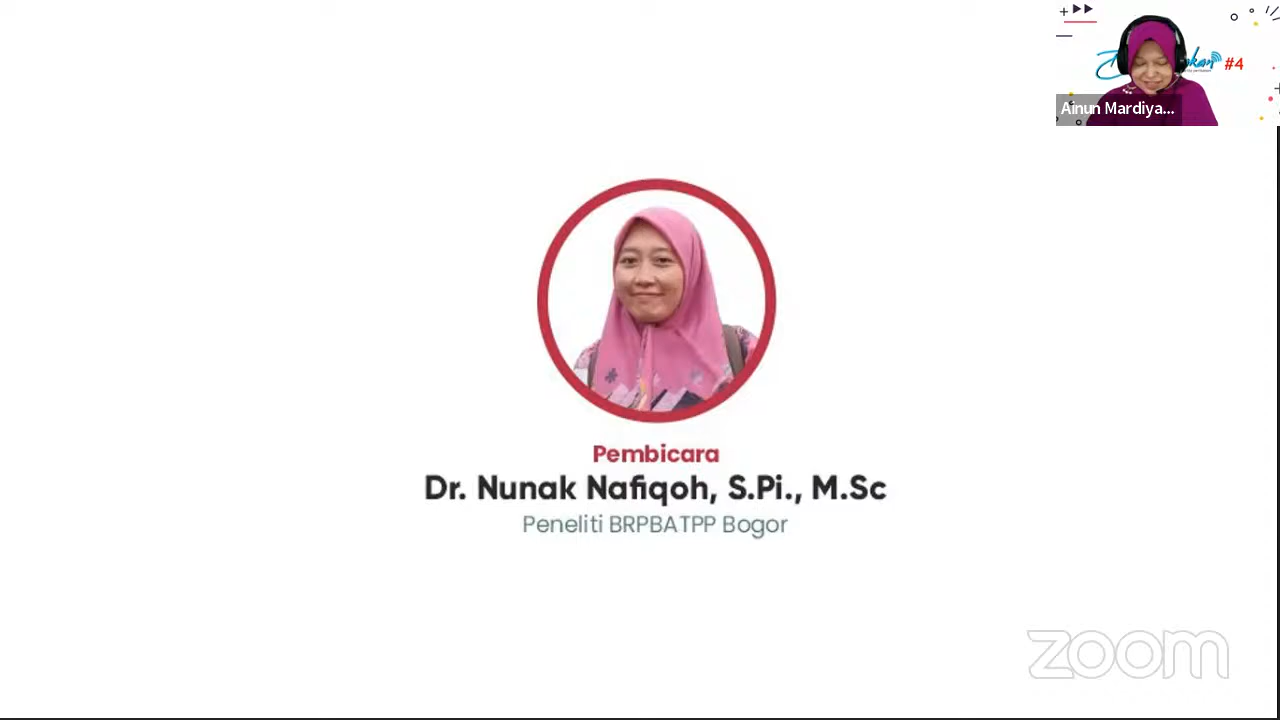 #4
Ainun Mardiya...
Pembicara
Dr. Nunak Nafiqoh, S.Pi., M.Sc
Peneliti BRPBATPP Bogor
zoom